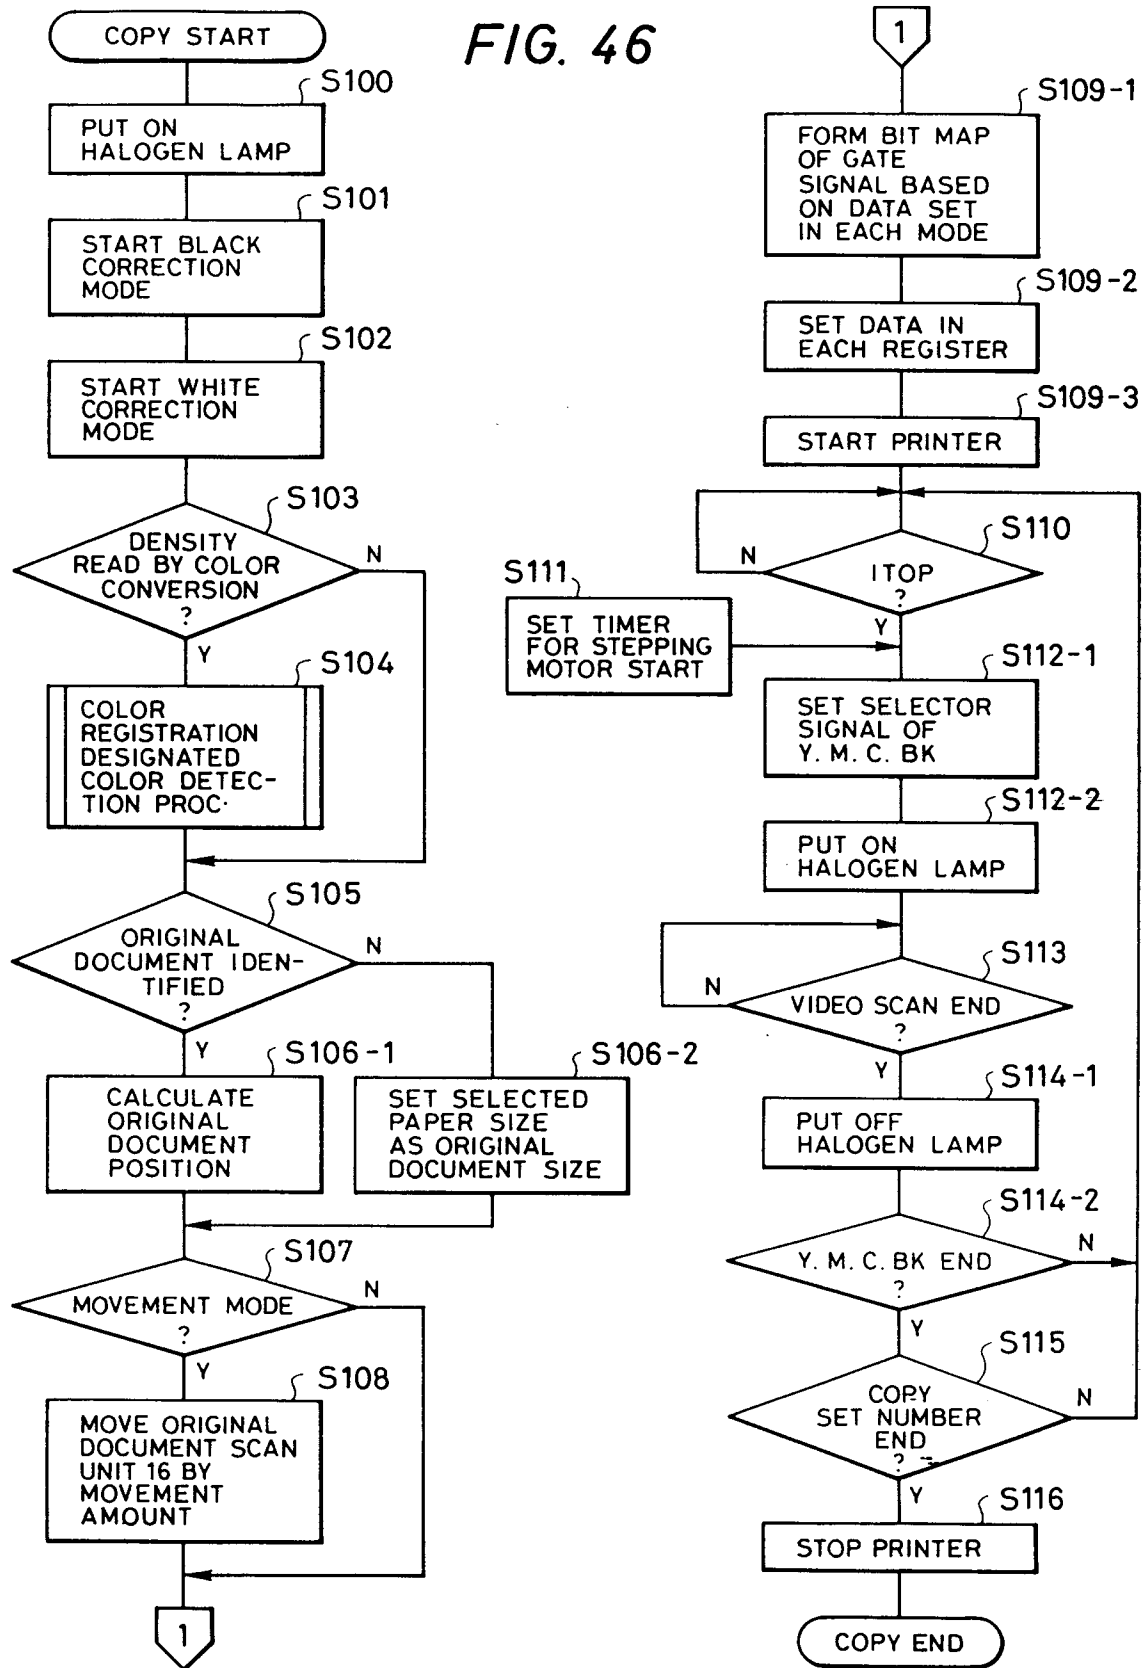 FIG. 46
COPY START
S100
PUT ON
HALOGEN LAMP
S101
START BLACK
CORRECTION
MODE
S102
START WHITE
CORRECTION
MODE
S103
DENSITY
READ BY COLOR
CONVERSION
?
N
Y
S104
COLOR
REGISTRATION
DESIGNATED
COLOR DETEC-
TION PROC.
S105
ORIGINAL
DOCUMENT IDEN-
TIFIED
?
N
Y
S106-1
CALCULATE
ORIGINAL
DOCUMENT
POSITION
S106-2
SET SELECTED
PAPER SIZE
AS ORIGINAL
DOCUMENT SIZE
S107
MOVEMENT MODE
?
N
Y
S108
MOVE ORIGINAL
DOCUMENT SCAN
UNIT 16 BY
MOVEMENT
AMOUNT
1
1
S109-1
FORM BIT MAP
OF GATE
SIGNAL BASED
ON DATA SET
IN EACH MODE
S109-2
SET DATA IN
EACH REGISTER
S109-3
START PRINTER
S110
ITOP
?
N
Y
S111
SET TIMER
FOR STEPPING
MOTOR START
S112-1
SET SELECTOR
SIGNAL OF
Y. M. C. BK
S112-2
PUT ON
HALOGEN LAMP
S113
VIDEO SCAN END
?
N
Y
S114-1
PUT OFF
HALOGEN LAMP
S114-2
Y. M. C. BK END
?
N
Y
S115
COPY
SET NUMBER
END
?
N
Y
S116
STOP PRINTER
COPY END